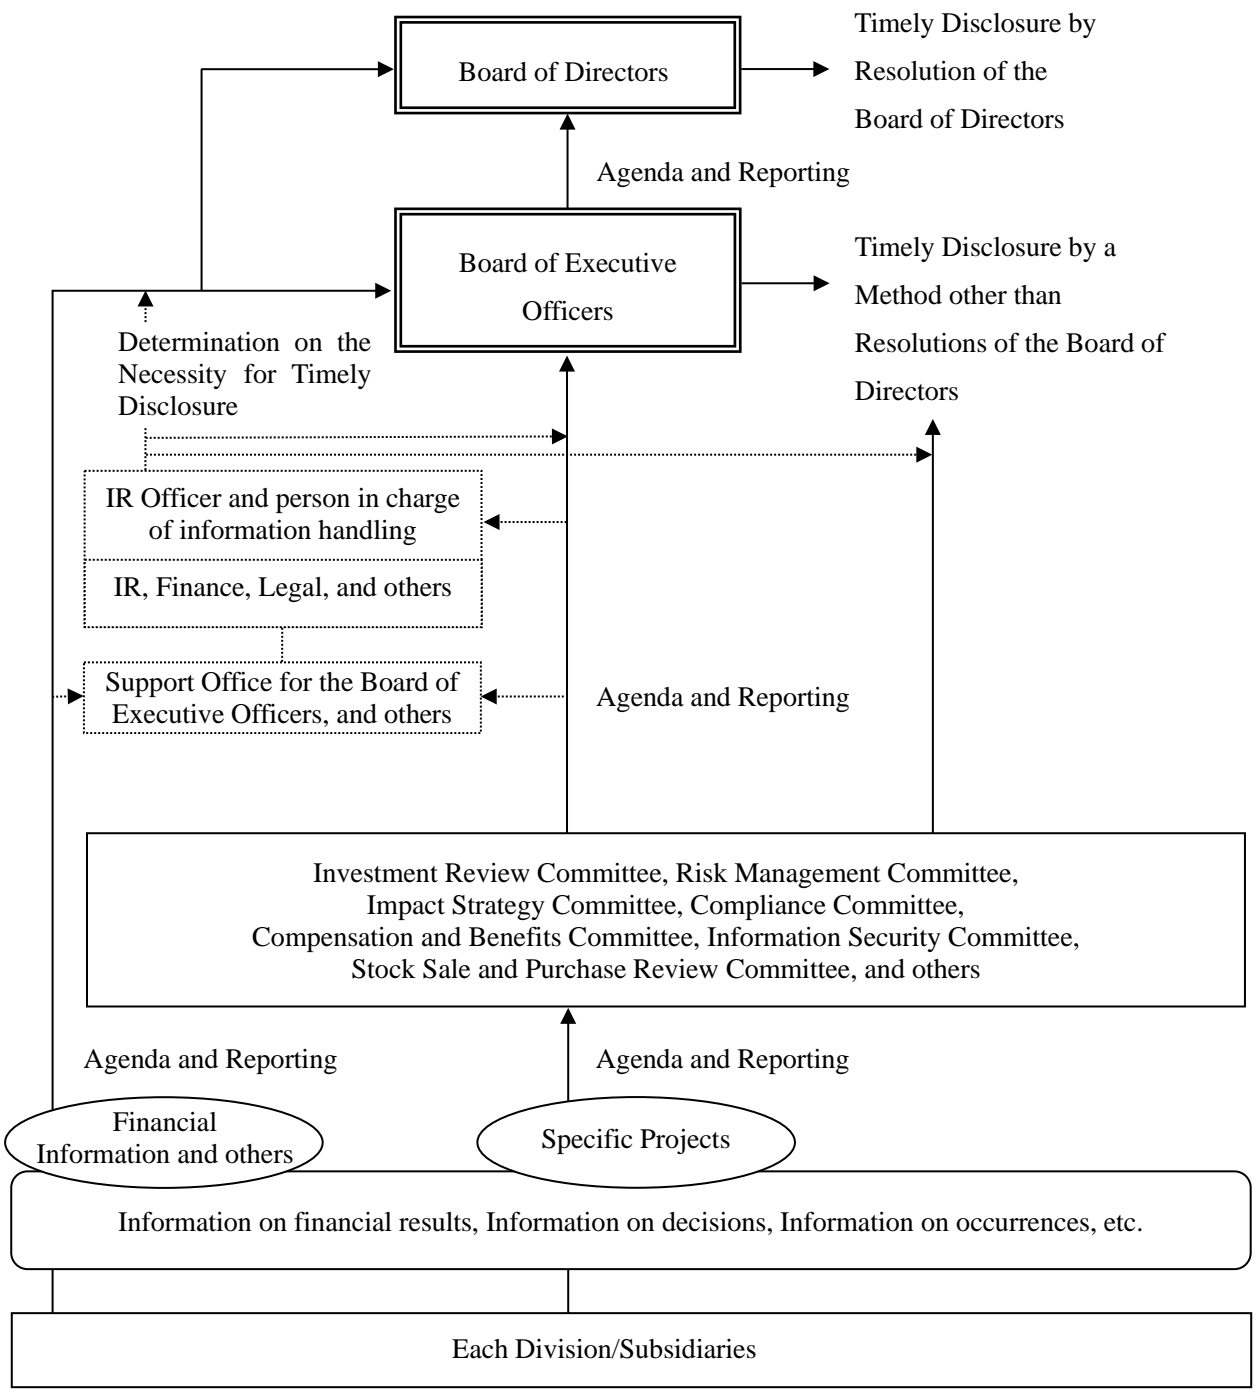 Timely Disclosure by
Resolution of the
Board of Directors
Board of Directors
Agenda and Reporting
Board of Executive
Officers
Timely Disclosure by a
Method other than
Resolutions of the Board of
Directors
Determination on the
Necessity for Timely
Disclosure
IR Officer and person in charge
of information handling
IR, Finance, Legal, and others
Support Office for the Board of
Executive Officers, and others
Agenda and Reporting
Investment Review Committee, Risk Management Committee,
Impact Strategy Committee, Compliance Committee,
Compensation and Benefits Committee, Information Security Committee,
Stock Sale and Purchase Review Committee, and others
Agenda and Reporting
Agenda and Reporting
Financial
Information and others
Specific Projects
Information on financial results, Information on decisions, Information on occurrences, etc.
Each Division/Subsidiaries